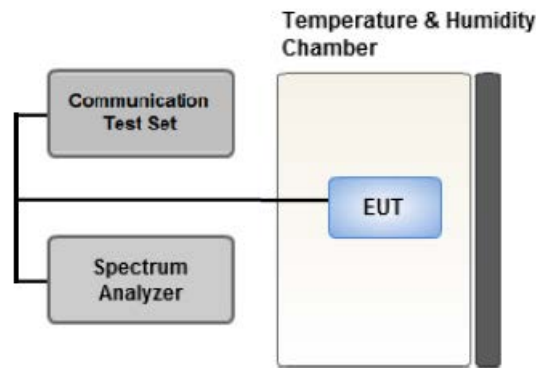 Temperature & Humidity
Chamber
Communication
Test Set
EUT
Spectrum
Analyzer